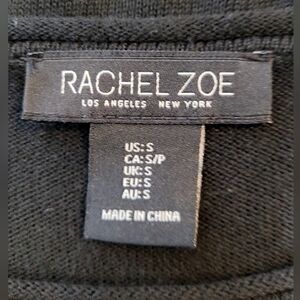 RACHEL ZOE
LOS ANGELES NEW YORK
US: S
CA: S/P
UK: S
EU: S
AU: S
MADE IN CHINA